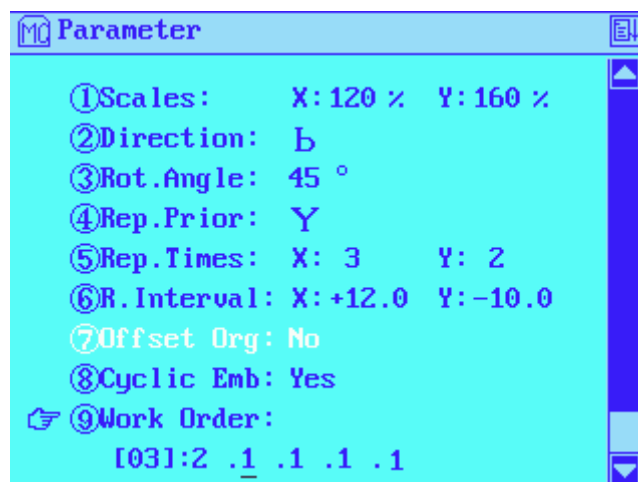 MC Parameter
①Scales: X:120 % Y:160 %
②Direction: Ь
③Rot.Angle: 45 °
④Rep.Prior: Y
⑤Rep.Times: X: 3 Y: 2
⑥R.Interval: X:+12.0 Y:-10.0
⑦Offset Org: No
⑧Cyclic Emb: Yes
⑨Work Order:
[03]:2 .1 .1 .1 .1